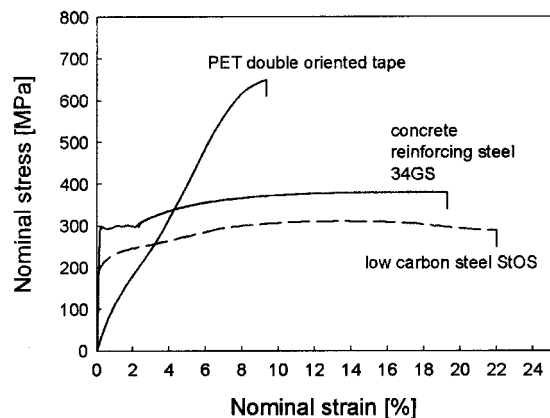 800
700
600
500
400
300
200
100
0
Nominal stress [MPa]
PET double oriented tape
concrete
reinforcing steel
34GS
low carbon steel StOS
0 2 4 6 8 10 12 14 16 18 20 22 24
Nominal strain [%]